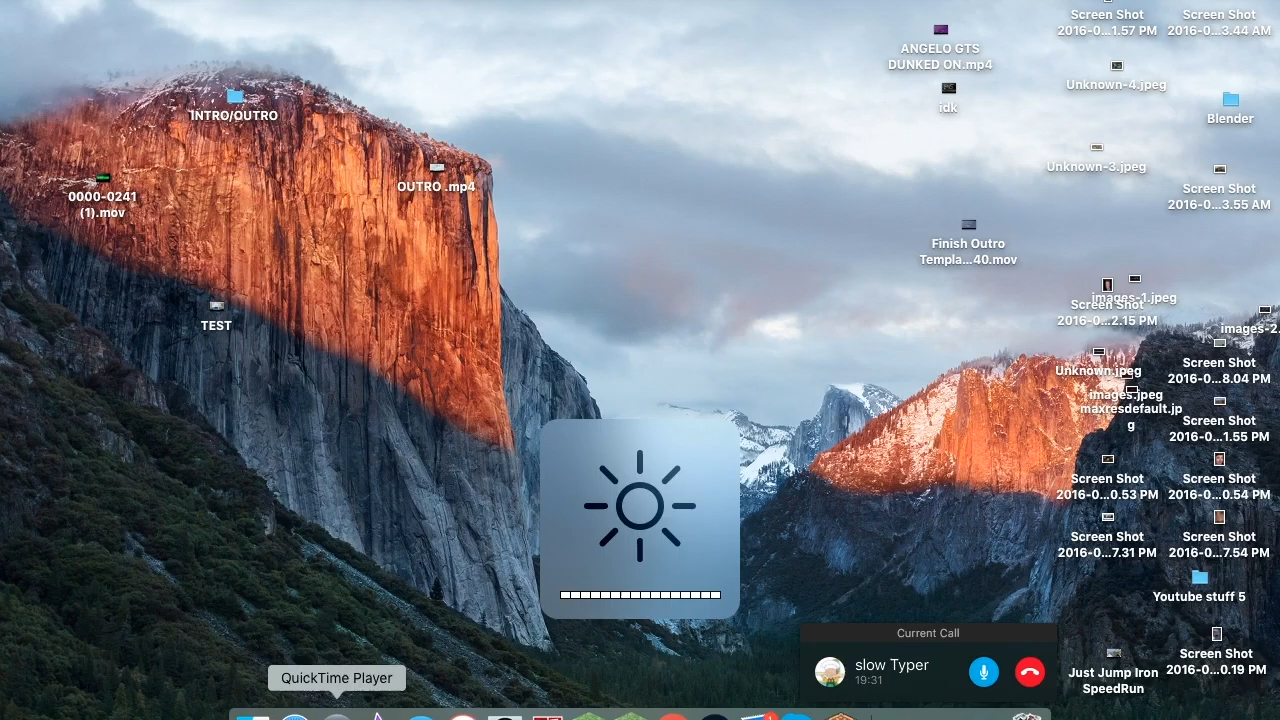 Screen Shot
2016-0...1.57 PM
Screen Shot
2016-0...3.44 AM
ANGELO GTS
DUNKED ON.mp4
Unknown-4.jpeg
idk
INTRO/OUTRO
Blender
Unknown-3.jpeg
OUTRO .mp4
0000-0241
(1).mov
Screen Shot
2016-0...3.55 AM
Finish Outro
Templa...40.mov
images-1.jpeg
Screen Shot
2016-0...2.15 PM
TEST
images-2.
Unknown.jpeg
Screen Shot
2016-0...8.04 PM
images.jpeg
maxresdefault.jp
g
Screen Shot
2016-0...1.55 PM
Screen Shot
2016-0...0.53 PM
Screen Shot
2016-0...0.54 PM
Screen Shot
2016-0...7.31 PM
Screen Shot
2016-0...7.54 PM
Youtube stuff 5
Current Call
slow Typer
19:31
Screen Shot
2016-0...0.19 PM
Just Jump Iron
SpeedRun
QuickTime Player